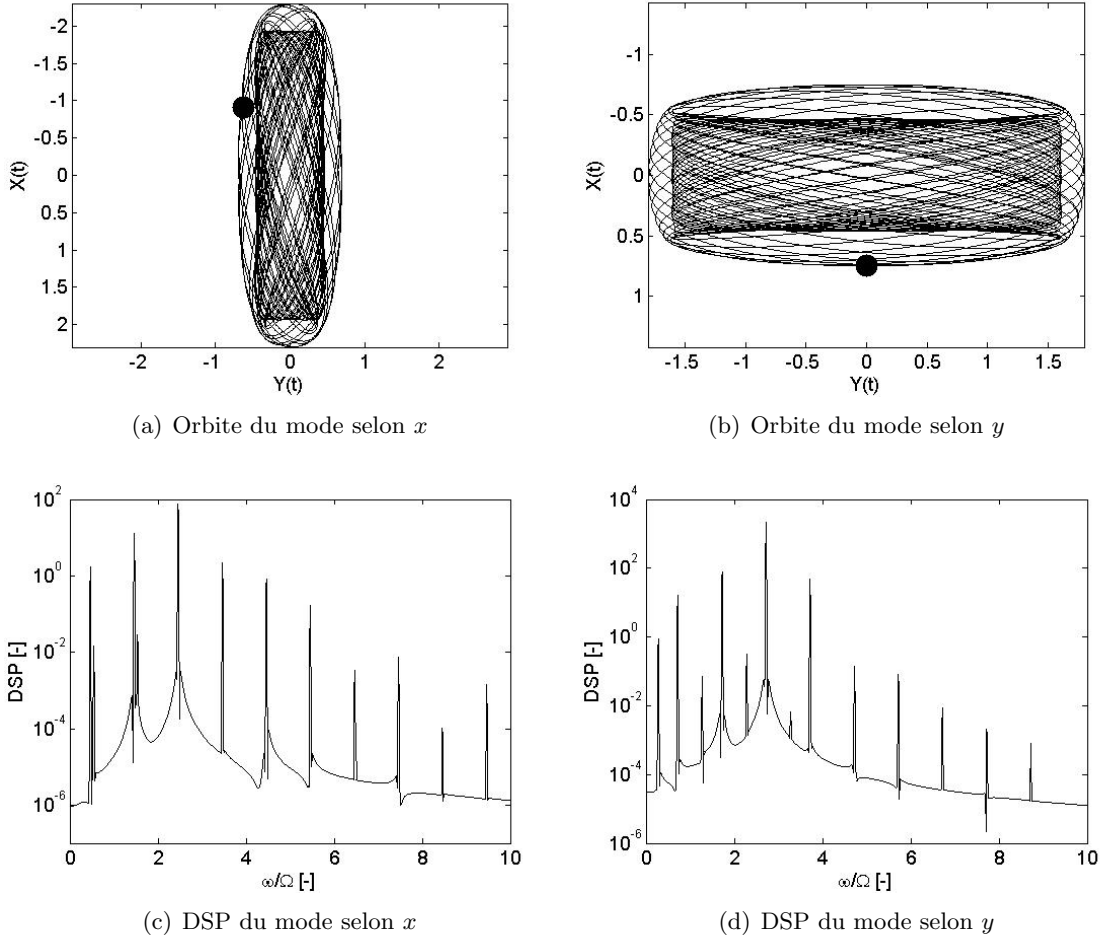 -2
-1.5
-1
-0.5
0
0.5
1
1.5
2
X(t)
-2 -1 0 1 2
Y(t)
(a) Orbite du mode selon x
-1
-0.5
0
0.5
1
X(t)
-1.5 -1 -0.5 0 0.5 1 1.5
Y(t)
(b) Orbite du mode selon y
10^2
10^0
10^-2
10^-4
10^-6
DSP [-]
0 2 4 6 8 10
ω/Ω [-]
(c) DSP du mode selon x
10^4
10^2
10^0
10^-2
10^-4
10^-6
DSP [-]
0 2 4 6 8 10
ω/Ω [-]
(d) DSP du mode selon y